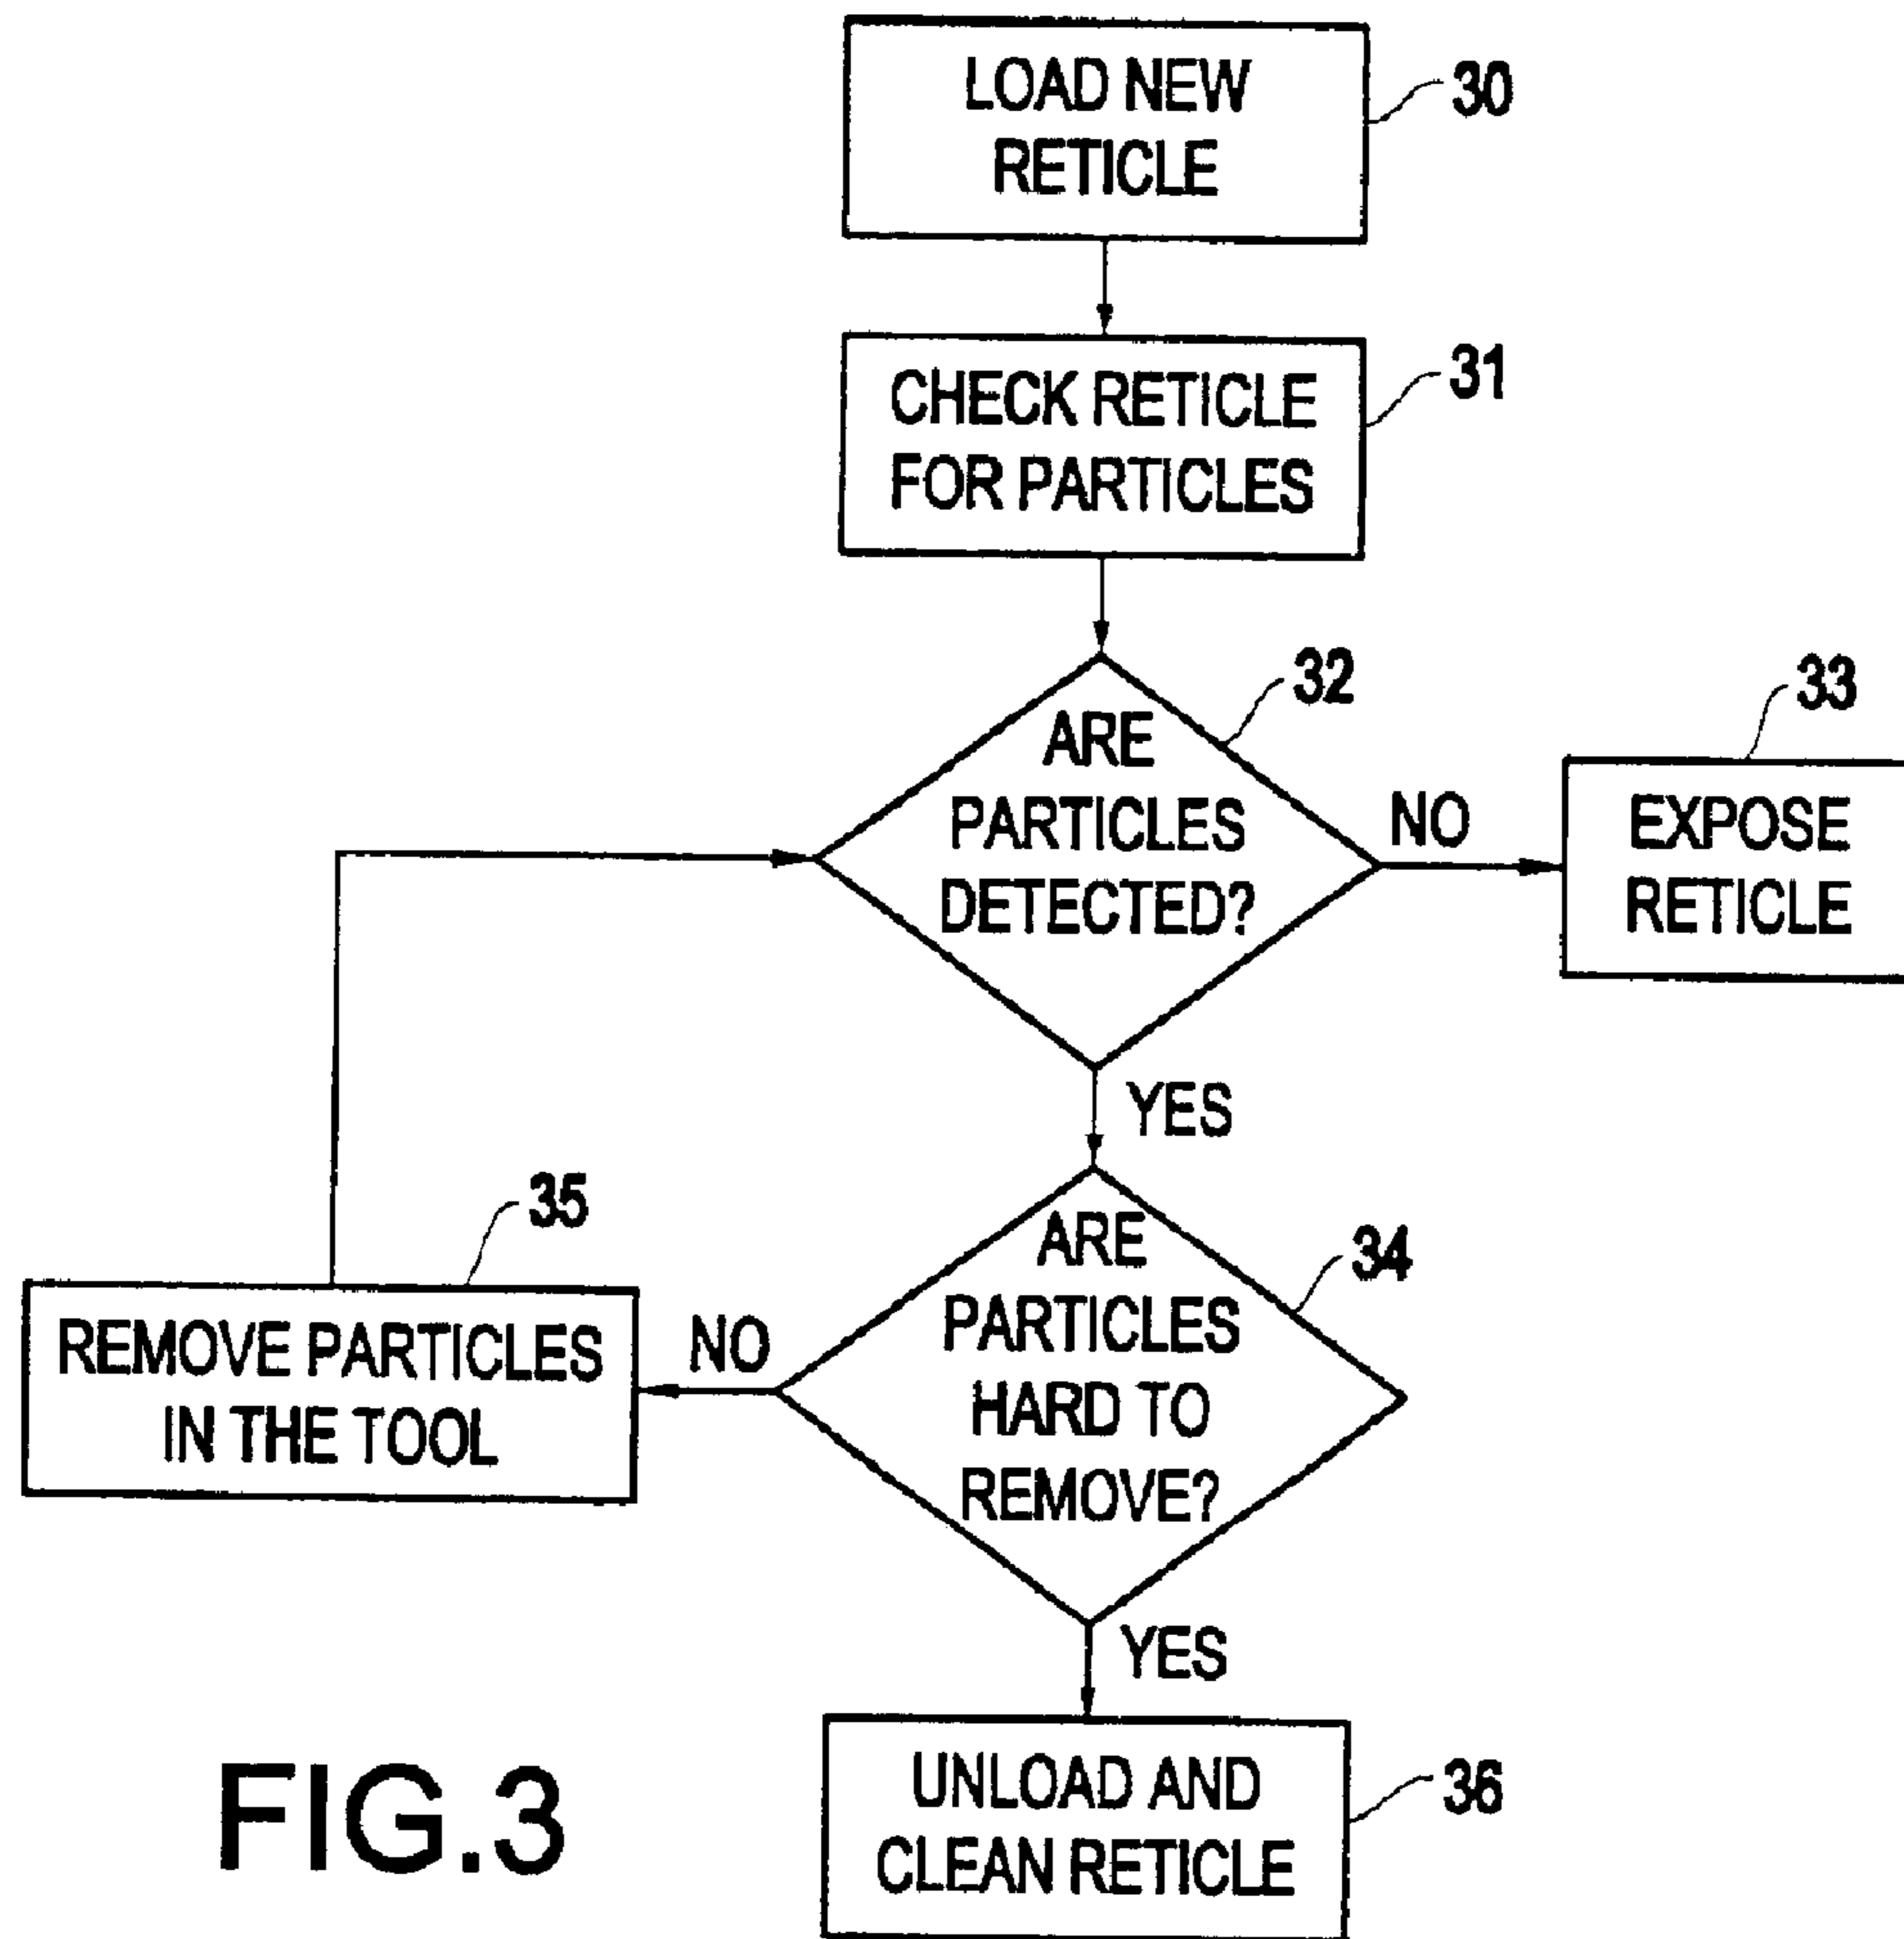 LOAD NEW
RETICLE
30
CHECK RETICLE
FOR PARTICLES
31
ARE
PARTICLES
DETECTED?
32
NO
33
EXPOSE
RETICLE
YES
ARE
PARTICLES
HARD TO
REMOVE?
34
NO
35
REMOVE PARTICLES
IN THE TOOL
YES
UNLOAD AND
CLEAN RETICLE
36
FIG.3